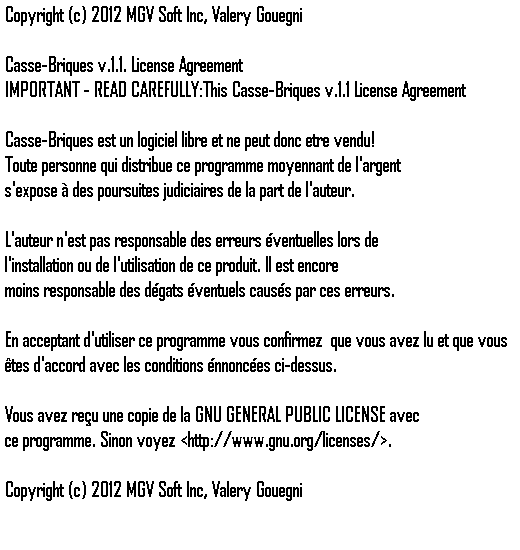 Copyright (c) 2012 MGV Soft Inc, Valery Gouegni
Casse-Briques v.1.1. License Agreement
IMPORTANT - READ CAREFULLY:This Casse-Briques v.1.1 License Agreement
Casse-Briques est un logiciel libre et ne peut donc etre vendu!
Toute personne qui distribue ce programme moyennant de l'argent
s'expose à des poursuites judiciaires de la part de l'auteur.
L'auteur n'est pas responsable des erreurs éventuelles lors de
l'installation ou de l'utilisation de ce produit. Il est encore
moins responsable des dégats éventuels causés par ces erreurs.
En acceptant d'utiliser ce programme vous confirmez  que vous avez lu et que vous
êtes d'accord avec les conditions énnoncées ci-dessus.
Vous avez reçu une copie de la GNU GENERAL PUBLIC LICENSE avec
ce programme. Sinon voyez <http://www.gnu.org/licenses/>.
Copyright (c) 2012 MGV Soft Inc, Valery Gouegni